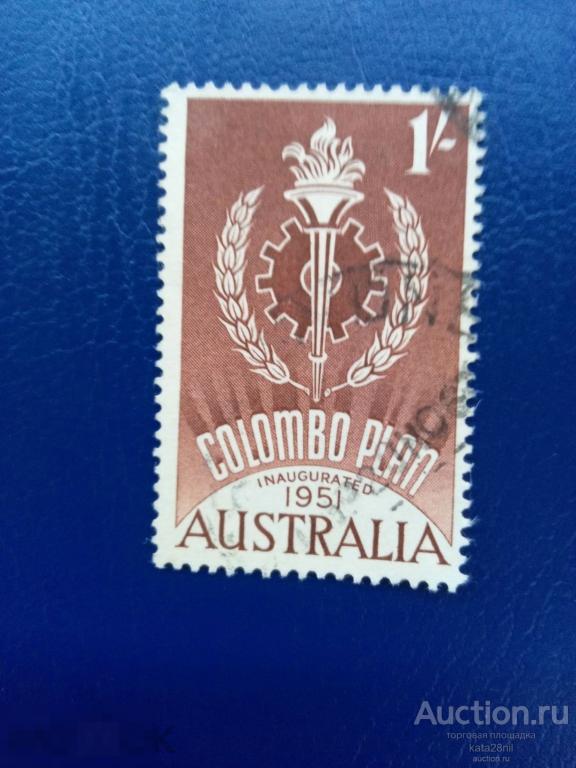 1/-
COLOMBO PLAN
INAUGURATED
1951
AUSTRALIA
Auction.ru
торговая площадка
kata28nil
auction.ru